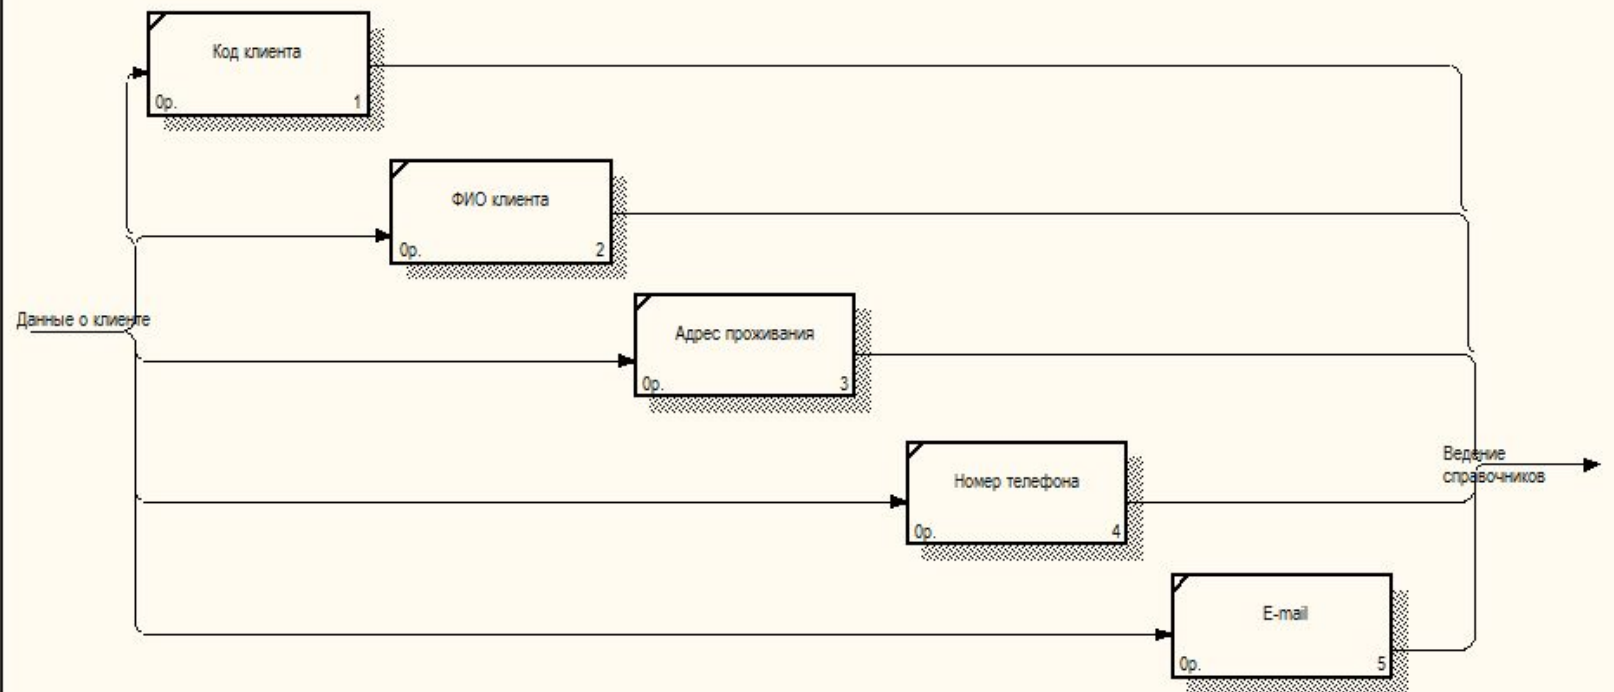 Код клиента
0р. 1
ФИО клиента
0р. 2
Данные о клиенте
Адрес проживания
0р. 3
Ведение
справочников
Номер телефона
0р. 4
E-mail
0р. 5